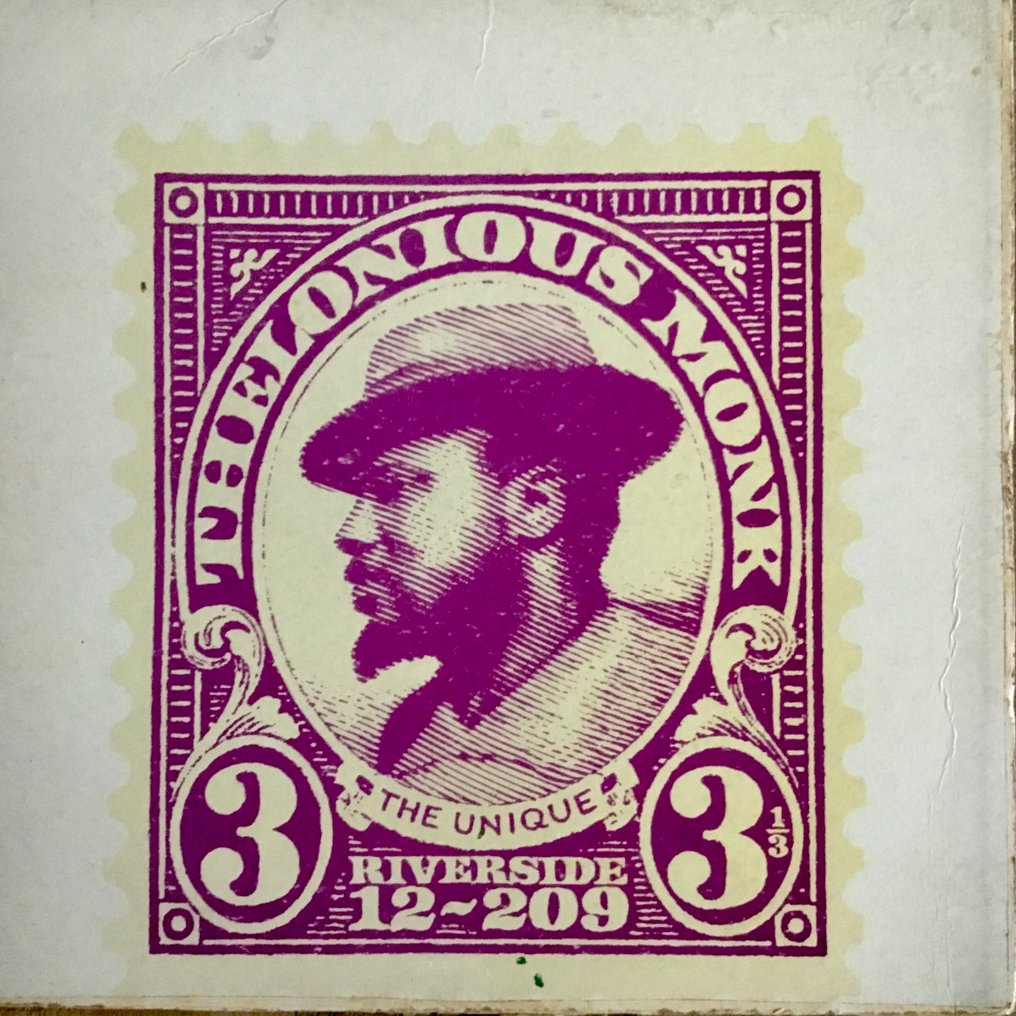 THELONIOUS MONK
THE UNIQUE
3
3 1/3
RIVERSIDE
12~209